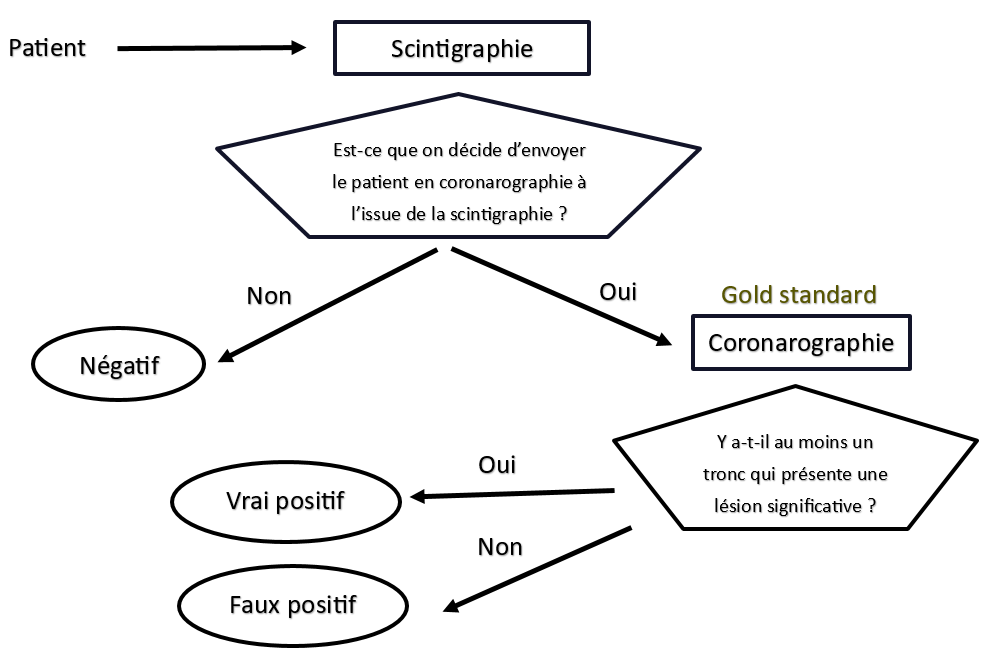 Patient
Scintigraphie
Est-ce que on décide d’envoyer
le patient en coronarographie à
l’issue de la scintigraphie ?
Non
Oui
Gold standard
Coronarographie
Négatif
Y a-t-il au moins un
tronc qui présente une
lésion significative ?
Oui
Vrai positif
Non
Faux positif